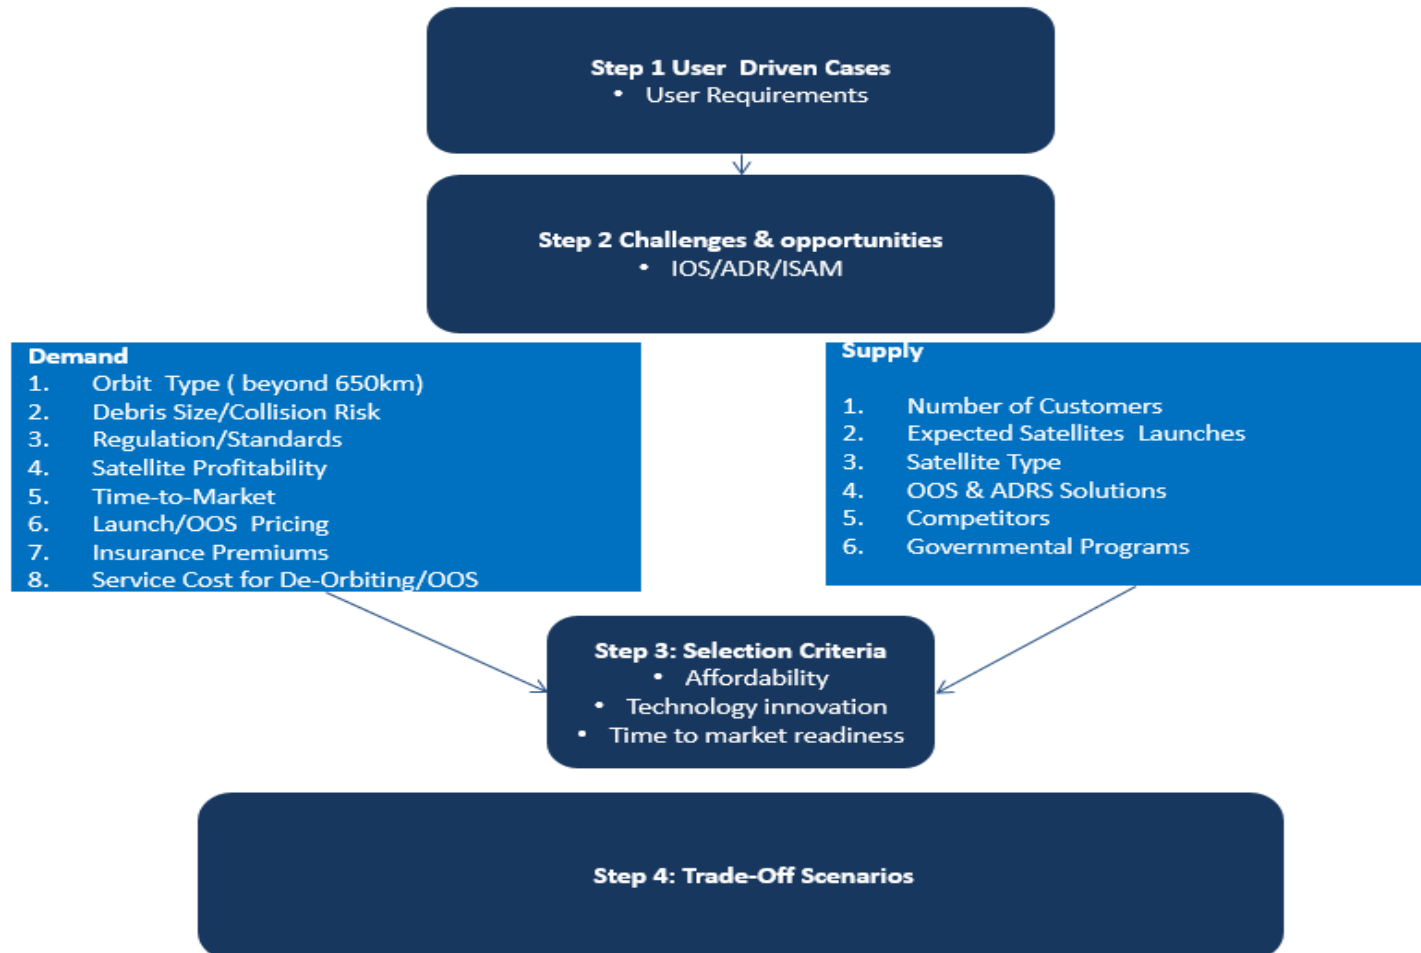 Step 1 User  Driven Cases
• User Requirements
Step 2 Challenges & opportunities
• IOS/ADR/ISAM
Demand
1. Orbit  Type ( beyond 650km)
2. Debris Size/Collision Risk
3. Regulation/Standards
4. Satellite Profitability
5. Time-to-Market
6. Launch/OOS  Pricing
7. Insurance Premiums
8. Service Cost for De-Orbiting/OOS
Supply
1. Number of Customers
2. Expected Satellites  Launches
3. Satellite Type
4. OOS & ADRS Solutions
5. Competitors
6. Governmental Programs
Step 3: Selection Criteria
• Affordability
• Technology innovation
• Time to market readiness
Step 4: Trade-Off Scenarios